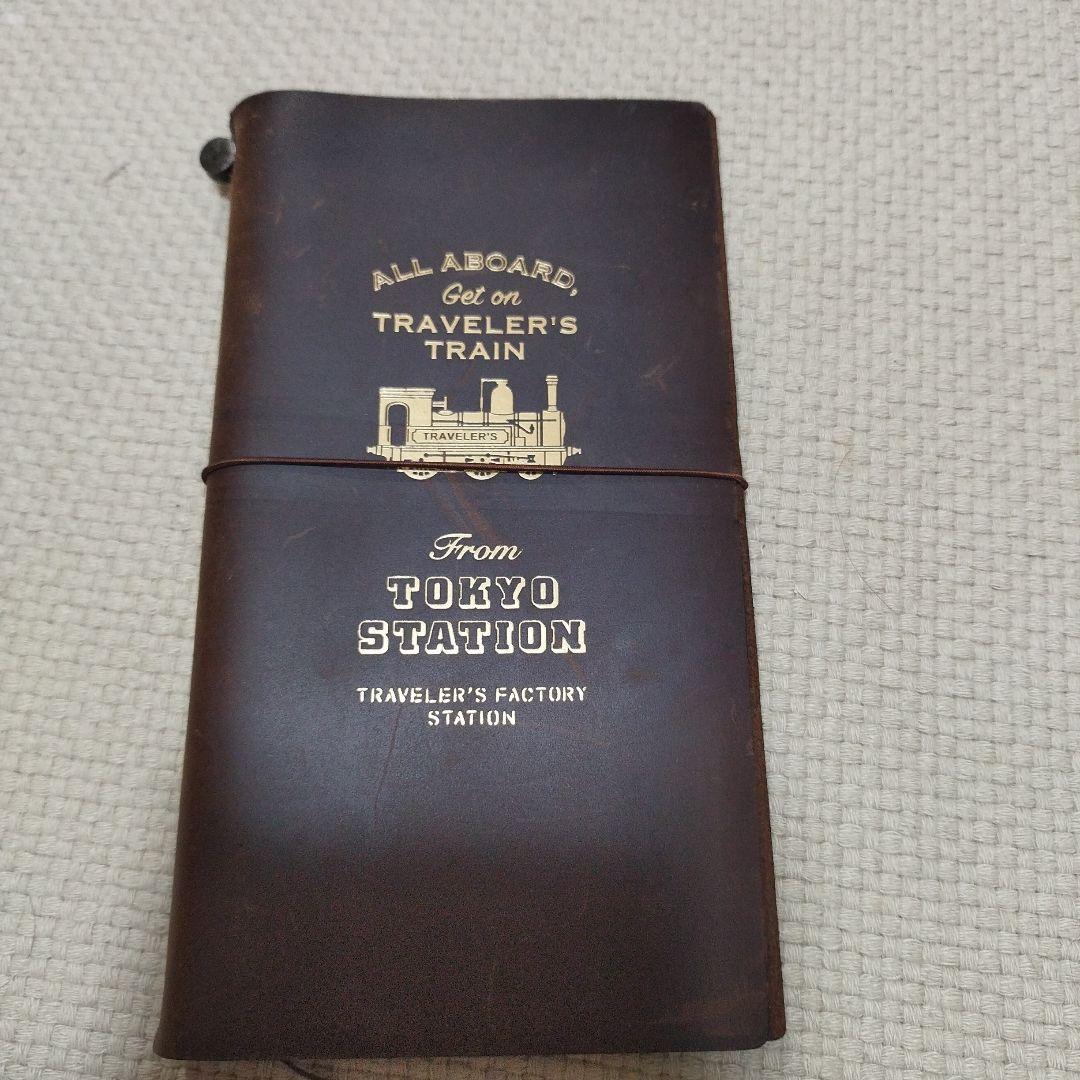 ALL ABOARD,
Get on
TRAVELER'S
TRAIN
TRAVELER'S
From
TOKYO
STATION
TRAVELER'S FACTORY
STATION